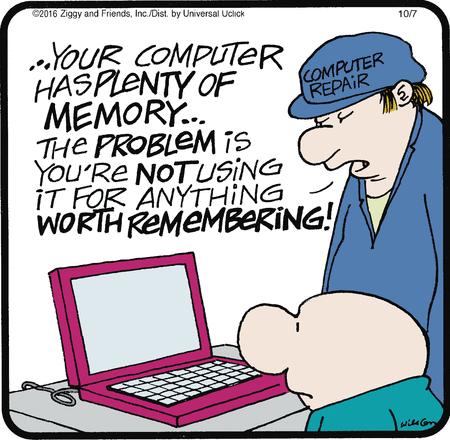 ©2016 Ziggy and Friends, Inc./Dist. by Universal Uclick
10/7
...YOUR COMPUTER
HAS PLENTY OF
MEMORY...
THE PROBLEM IS
YOU'RE NOT USING
IT FOR ANYTHING
WORTH REMEMBERING!
COMPUTER
REPAIR